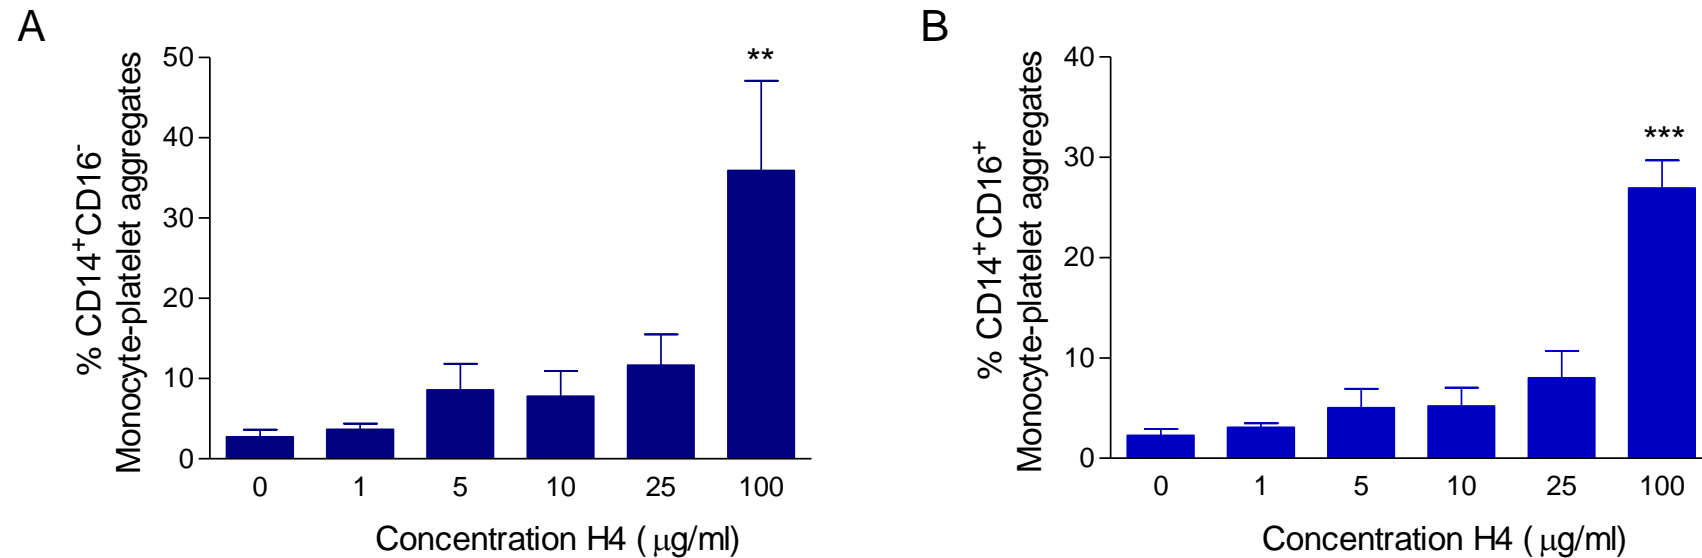 A
% CD14⁺CD16⁻
Monocyte-platelet aggregates
50
40
30
20
10
0
**
0 1 5 10 25 100
Concentration H4 ( μg/ml)
B
% CD14⁺CD16⁺
Monocyte-platelet aggregates
40
30
20
10
0
***
0 1 5 10 25 100
Concentration H4 ( μg/ml)